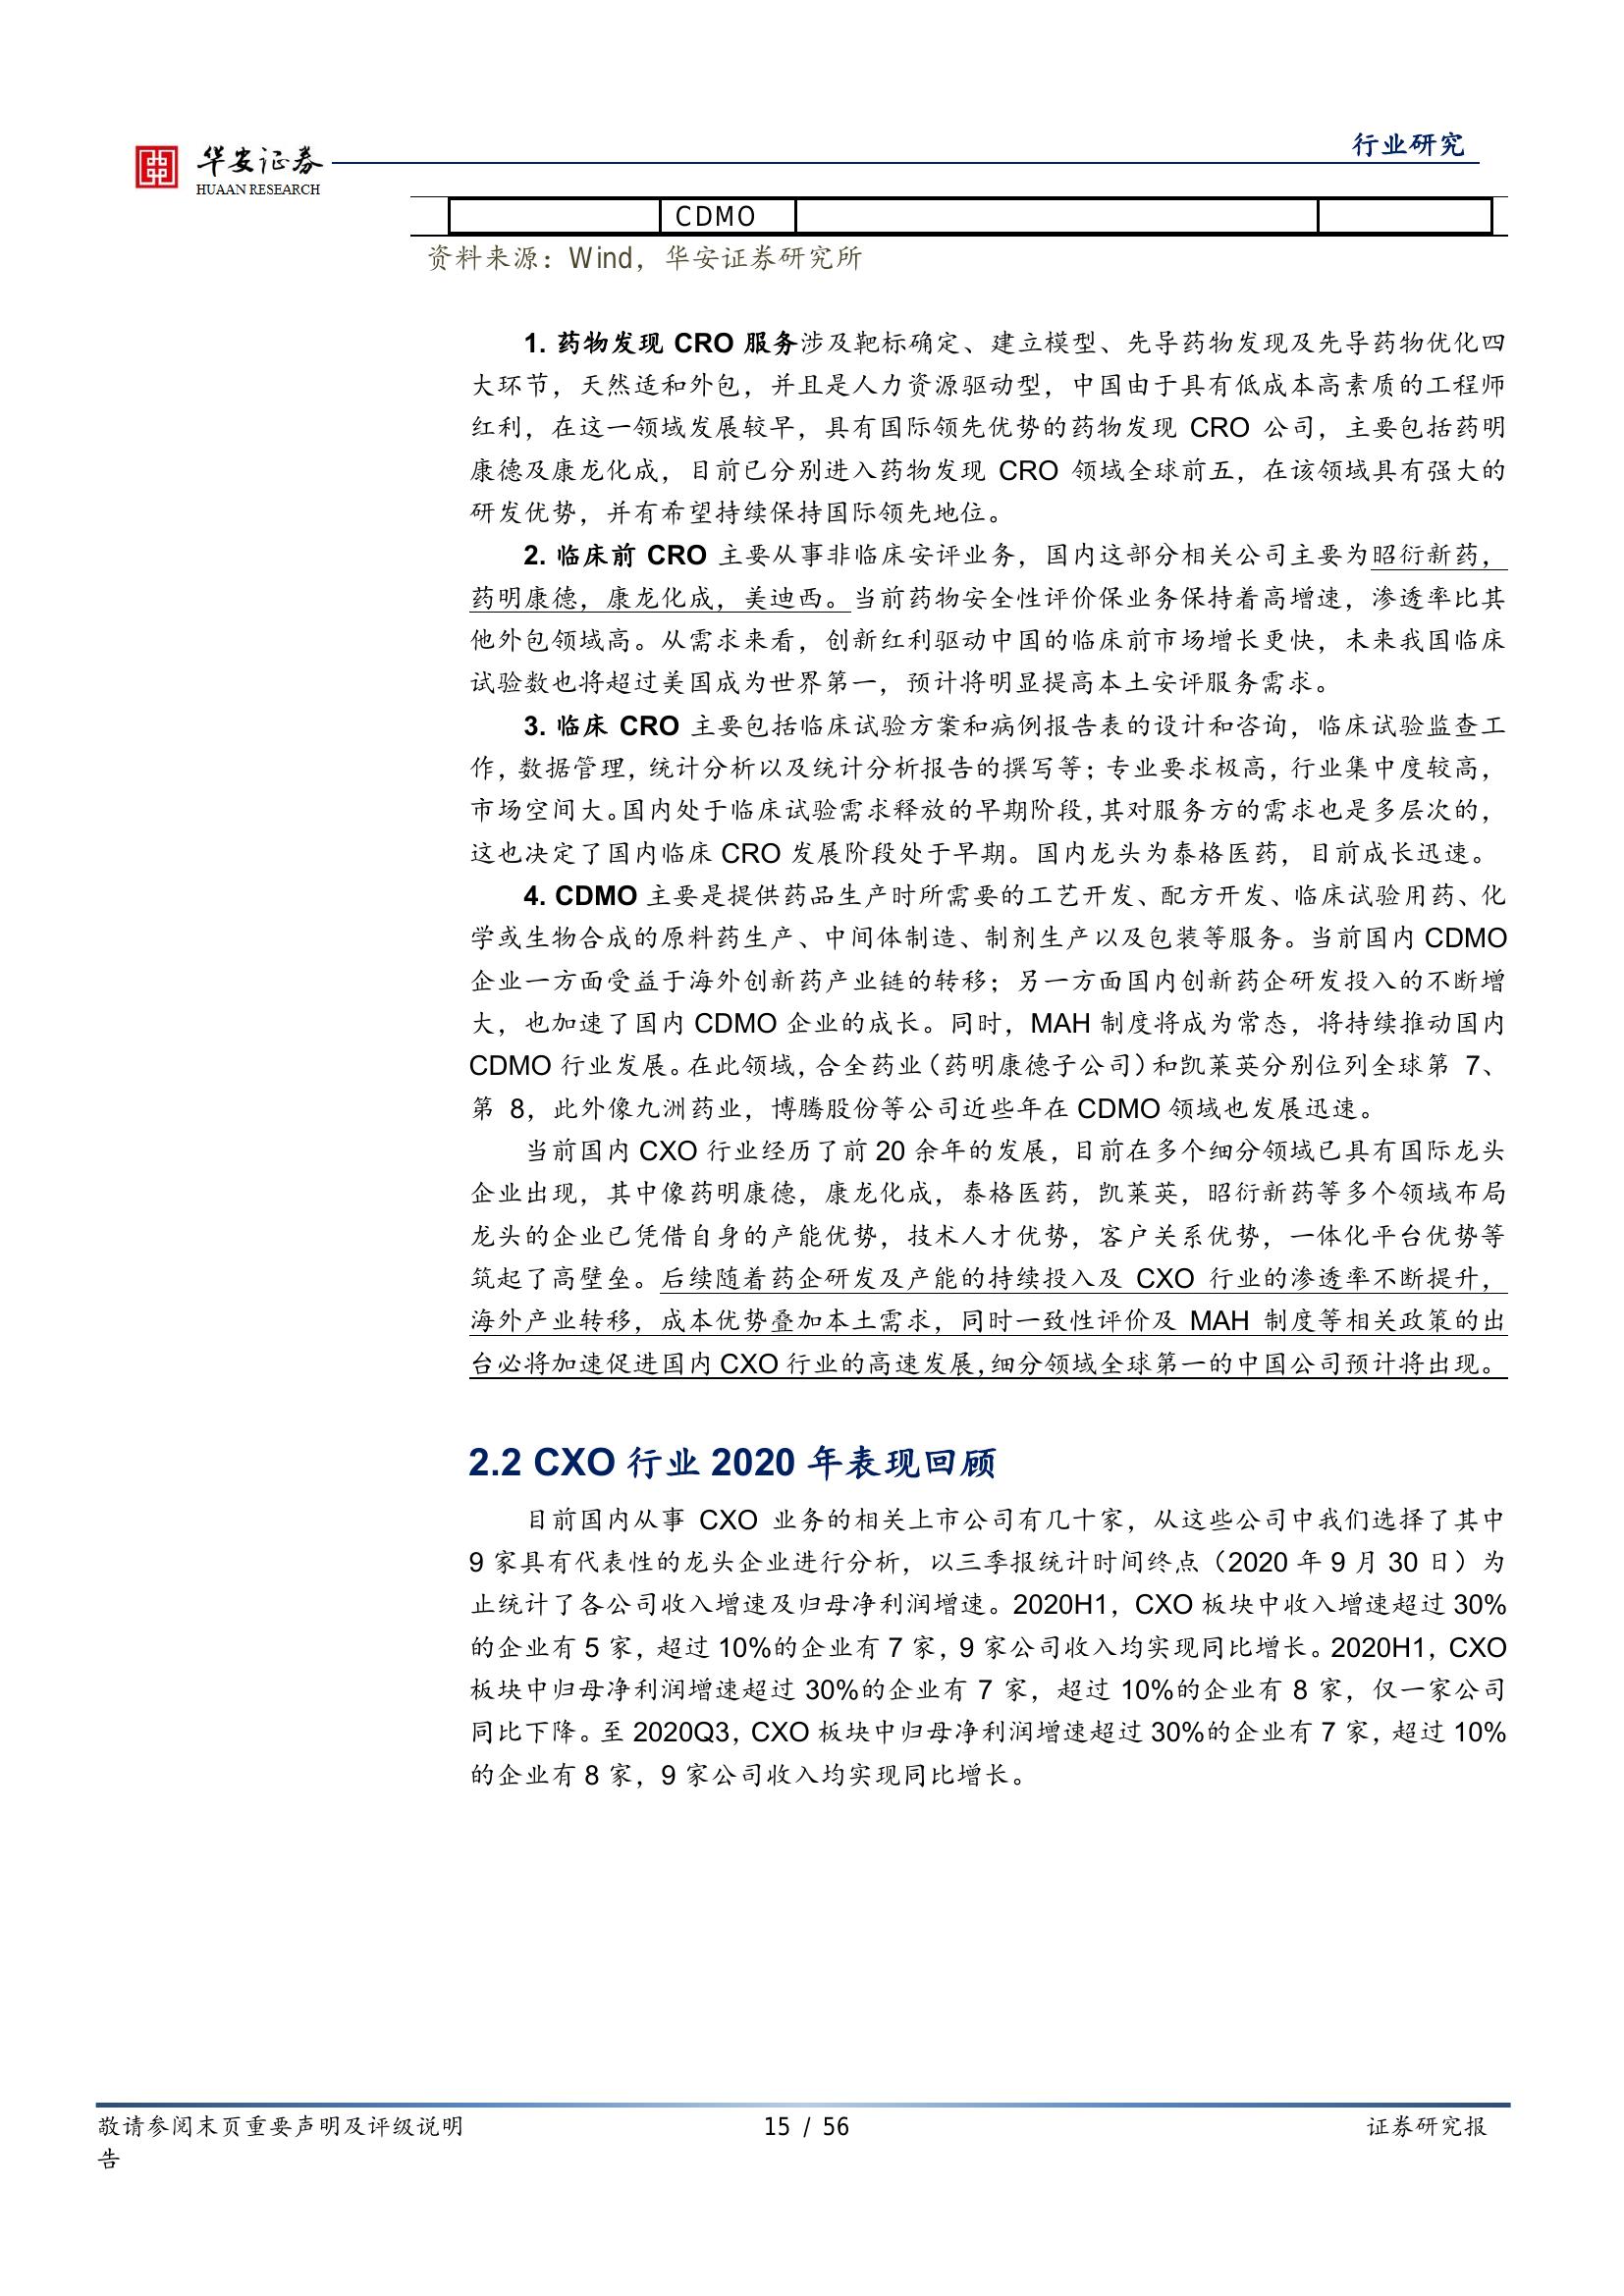 华安证券
HUAAN RESEARCH
行业研究
CDMO
资料来源：Wind，华安证券研究所
1. 药物发现 CRO 服务涉及靶标确定、建立模型、先导药物发现及先导药物优化四
大环节，天然适和外包，并且是人力资源驱动型，中国由于具有低成本高素质的工程师
红利，在这一领域发展较早，具有国际领先优势的药物发现 CRO 公司，主要包括药明
康德及康龙化成，目前已分别进入药物发现 CRO 领域全球前五，在该领域具有强大的
研发优势，并有希望持续保持国际领先地位。
2. 临床前 CRO 主要从事非临床安评业务，国内这部分相关公司主要为昭衍新药，
药明康德，康龙化成，美迪西。当前药物安全性评价保业务保持着高增速，渗透率比其
他外包领域高。从需求来看，创新红利驱动中国的临床前市场增长更快，未来我国临床
试验数也将超过美国成为世界第一，预计将明显提高本土安评服务需求。
3. 临床 CRO 主要包括临床试验方案和病例报告表的设计和咨询，临床试验监查工
作，数据管理，统计分析以及统计分析报告的撰写等；专业要求极高，行业集中度较高，
市场空间大。国内处于临床试验需求释放的早期阶段，其对服务方的需求也是多层次的，
这也决定了国内临床 CRO 发展阶段处于早期。国内龙头为泰格医药，目前成长迅速。
4. CDMO 主要是提供药品生产时所需要的工艺开发、配方开发、临床试验用药、化
学或生物合成的原料药生产、中间体制造、制剂生产以及包装等服务。当前国内 CDMO
企业一方面受益于海外创新药产业链的转移；另一方面国内创新药企研发投入的不断增
大，也加速了国内 CDMO 企业的成长。同时，MAH 制度将成为常态，将持续推动国内
CDMO 行业发展。在此领域，合全药业（药明康德子公司）和凯莱英分别位列全球第 7、
第 8，此外像九洲药业，博腾股份等公司近些年在 CDMO 领域也发展迅速。
当前国内 CXO 行业经历了前 20 余年的发展，目前在多个细分领域已具有国际龙头
企业出现，其中像药明康德，康龙化成，泰格医药，凯莱英，昭衍新药等多个领域布局
龙头的企业已凭借自身的产能优势，技术人才优势，客户关系优势，一体化平台优势等
筑起了高壁垒。后续随着药企研发及产能的持续投入及 CXO 行业的渗透率不断提升，
海外产业转移，成本优势叠加本土需求，同时一致性评价及 MAH 制度等相关政策的出
台必将加速促进国内 CXO 行业的高速发展，细分领域全球第一的中国公司预计将出现。
2.2 CXO 行业 2020 年表现回顾
目前国内从事 CXO 业务的相关上市公司有几十家，从这些公司中我们选择了其中
9 家具有代表性的龙头企业进行分析，以三季报统计时间终点（2020 年 9 月 30 日）为
止统计了各公司收入增速及归母净利润增速。2020H1，CXO 板块中收入增速超过 30%
的企业有 5 家，超过 10%的企业有 7 家，9 家公司收入均实现同比增长。2020H1，CXO
板块中归母净利润增速超过 30%的企业有 7 家，超过 10%的企业有 8 家，仅一家公司
同比下降。至 2020Q3，CXO 板块中归母净利润增速超过 30%的企业有 7 家，超过 10%
的企业有 8 家，9 家公司收入均实现同比增长。
敬请参阅末页重要声明及评级说明 15 / 56 证券研究报
告